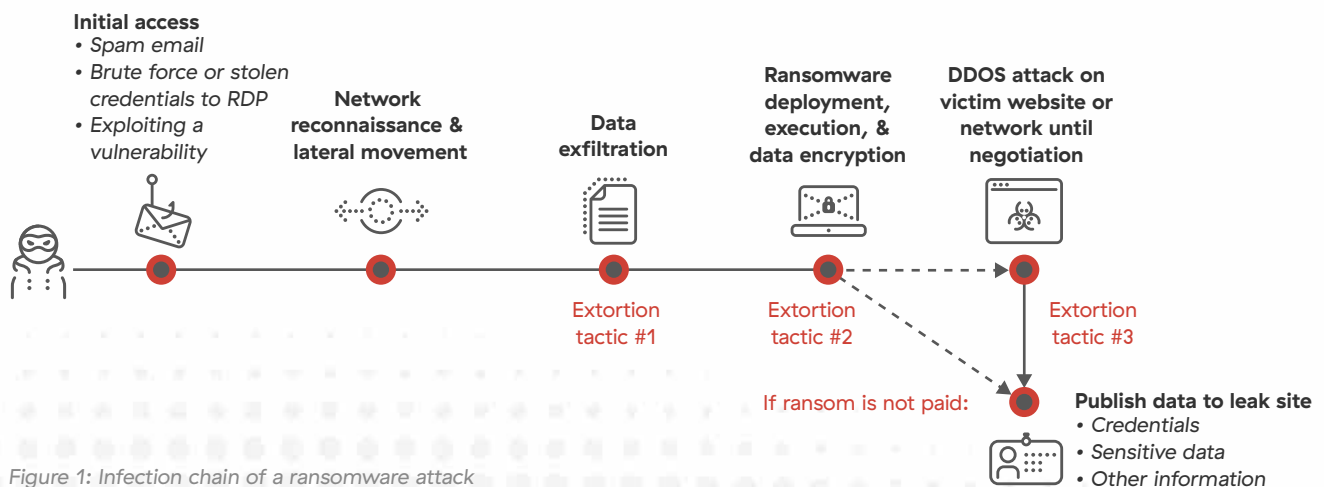 Initial access
• Spam email
• Brute force or stolen
credentials to RDP
• Exploiting a
vulnerability
Network
reconnaissance &
lateral movement
Data
exfiltration
Ransomware
deployment,
execution, &
data encryption
DDOS attack on
victim website or
network until
negotiation
Extortion
tactic #1
Extortion
tactic #2
Extortion
tactic #3
If ransom is not paid:
Publish data to leak site
• Credentials
• Sensitive data
• Other information
Figure 1: Infection chain of a ransomware attack